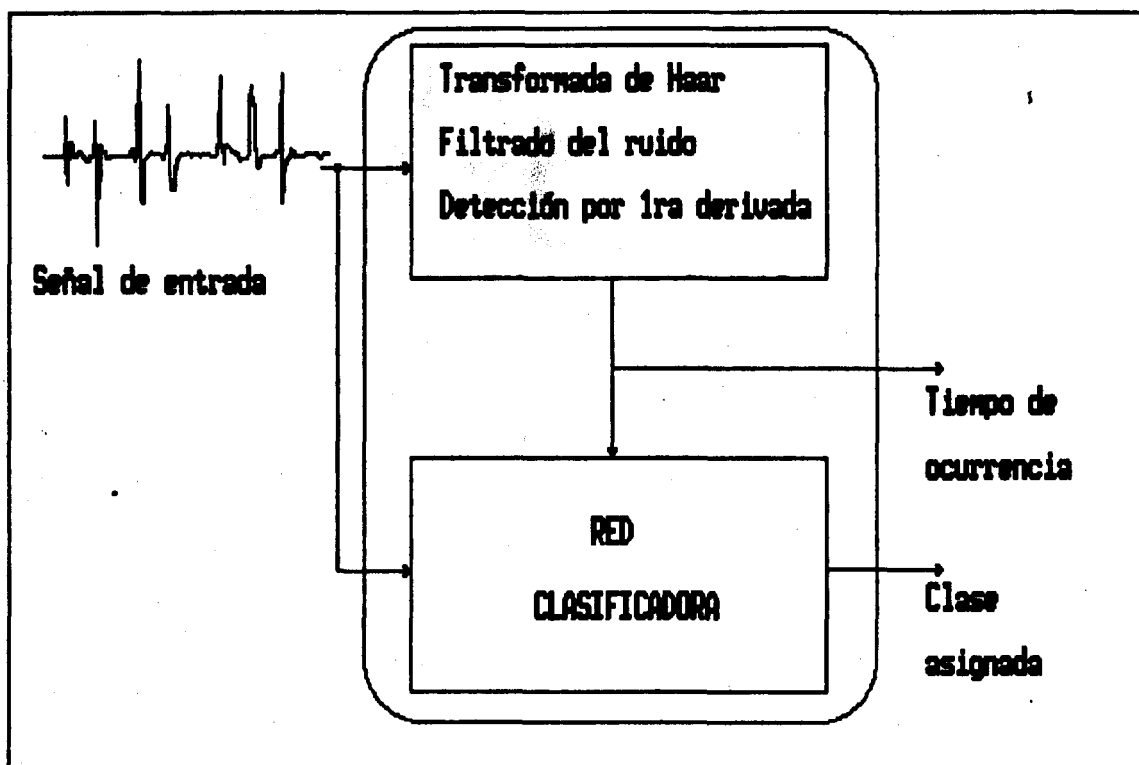 Transformada de Haar
Filtrado del ruido
Detección por 1ra derivada
Señal de entrada
Tiempo de
ocurrencia
RED
CLASIFICADORA
Clase
asignada